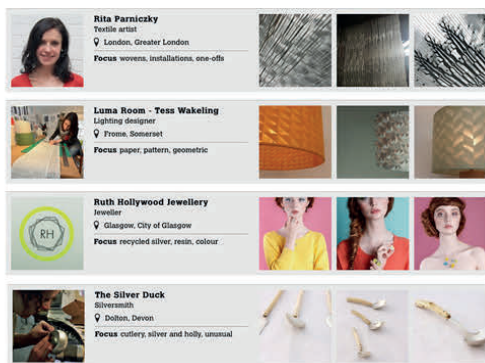 Rita Parniczky
Textile artist
London, Greater London
Focus wovens, installations, one-offs
Luma Room - Tess Wakeling
Lighting designer
Frome, Somerset
Focus paper, pattern, geometric
RH
Ruth Hollywood Jewellery
Jeweller
Glasgow, City of Glasgow
Focus recycled silver, resin, colour
The Silver Duck
Silversmith
Dolton, Devon
Focus cutlery, silver and holly, unusual